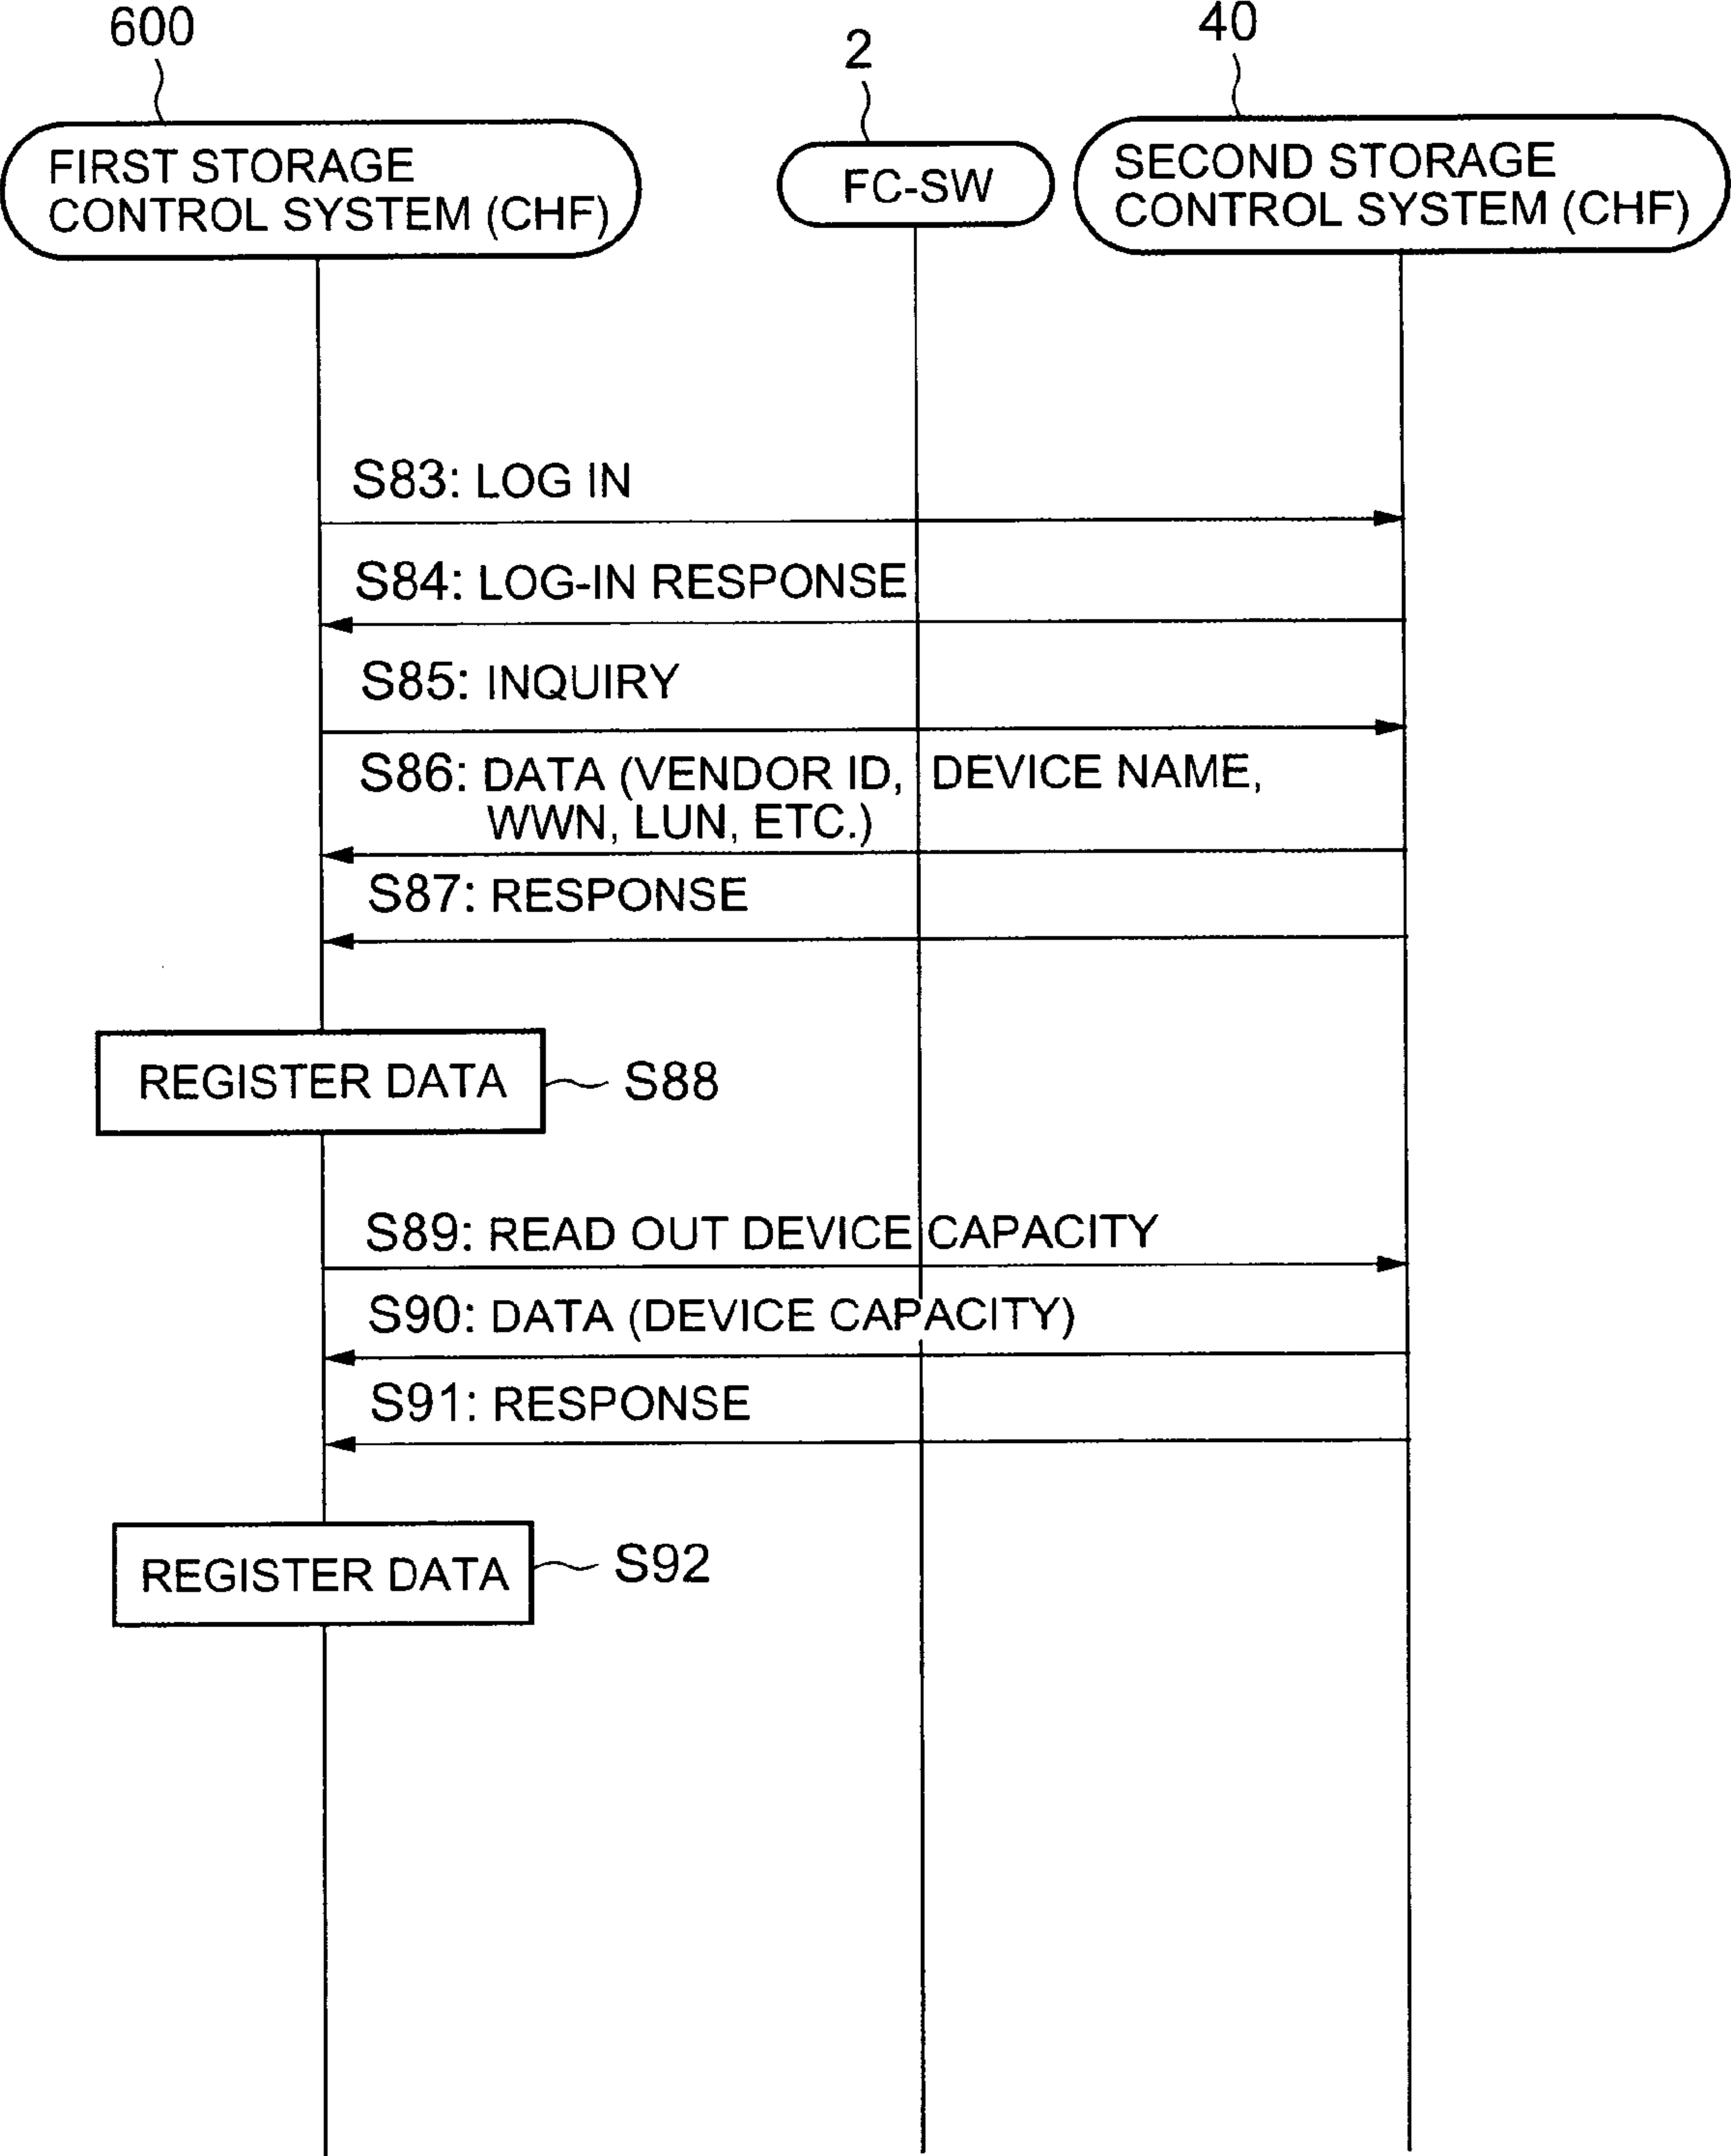 600
2
40
FIRST STORAGE
CONTROL SYSTEM (CHF)
FC-SW
SECOND STORAGE
CONTROL SYSTEM (CHF)
S83: LOG IN
S84: LOG-IN RESPONSE
S85: INQUIRY
S86: DATA (VENDOR ID, DEVICE NAME,
WWN, LUN, ETC.)
S87: RESPONSE
REGISTER DATA
S88
S89: READ OUT DEVICE CAPACITY
S90: DATA (DEVICE CAPACITY)
S91: RESPONSE
REGISTER DATA
S92